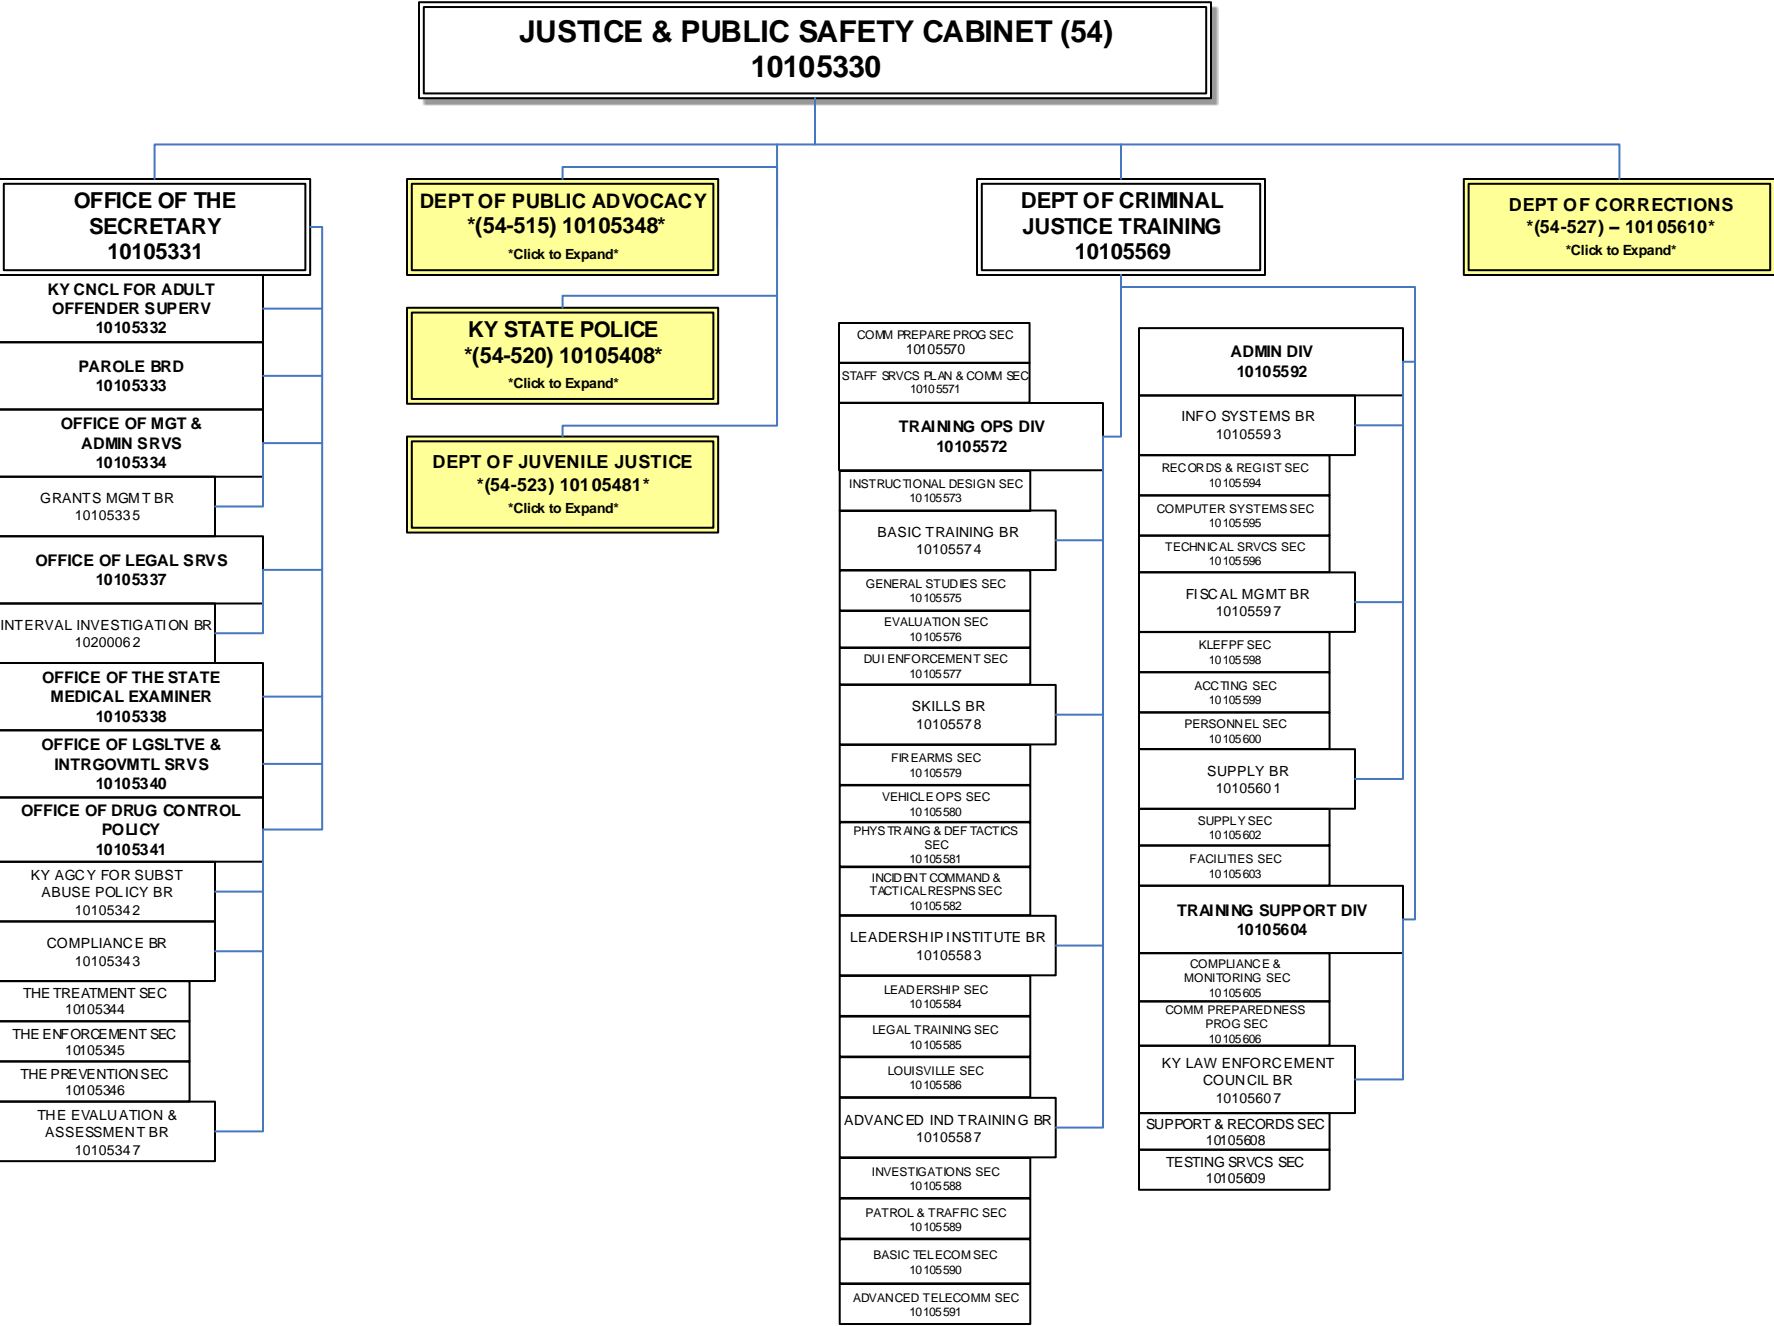 JUSTICE & PUBLIC SAFETY CABINET (54)
10105330
OFFICE OF THE
SECRETARY
10105331
KY CNCL FOR ADULT
OFFENDER SUPERV
10105332
PAROLE BRD
10105333
OFFICE OF MGT &
ADMIN SRVS
10105334
GRANTS MGMT BR
10105335
OFFICE OF LEGAL SRVS
10105337
INTERVAL INVESTIGATION BR
10200062
OFFICE OF THE STATE
MEDICAL EXAMINER
10105338
OFFICE OF LGSLTVE &
INTRGOVMTL SRVS
10105340
OFFICE OF DRUG CONTROL
POLICY
10105341
KY AGCY FOR SUBST
ABUSE POLICY BR
10105342
COMPLIANCE BR
10105343
THE TREATMENT SEC
10105344
THE ENFORCEMENT SEC
10105345
THE PREVENTION SEC
10105346
THE EVALUATION &
ASSESSMENT BR
10105347
DEPT OF PUBLIC ADVOCACY
*(54-515) 10105348*
*Click to Expand*
KY STATE POLICE
*(54-520) 10105408*
*Click to Expand*
DEPT OF JUVENILE JUSTICE
*(54-523) 10105481*
*Click to Expand*
DEPT OF CRIMINAL
JUSTICE TRAINING
10105569
COMM PREPARE PROG SEC
10105570
STAFF SRVCS PLAN & COMM SEC
10105571
TRAINING OPS DIV
10105572
INSTRUCTIONAL DESIGN SEC
10105573
BASIC TRAINING BR
10105574
GENERAL STUDIES SEC
10105575
EVALUATION SEC
10105576
DUI ENFORCEMENT SEC
10105577
SKILLS BR
10105578
FIREARMS SEC
10105579
VEHICLE OPS SEC
10105580
PHYS TRAING & DEF TACTICS
SEC
10105581
INCIDENT COMMAND &
TACTICAL RESPNS SEC
10105582
LEADERSHIP INSTITUTE BR
10105583
LEADERSHIP SEC
10105584
LEGAL TRAINING SEC
10105585
LOUISVILLE SEC
10105586
ADVANCED IND TRAINING BR
10105587
INVESTIGATIONS SEC
10105588
PATROL & TRAFFIC SEC
10105589
BASIC TELECOM SEC
10105590
ADVANCED TELECOMM SEC
10105591
ADMIN DIV
10105592
INFO SYSTEMS BR
10105593
RECORDS & REGIST SEC
10105594
COMPUTER SYSTEMS SEC
10105595
TECHNICAL SRVCS SEC
10105596
FISCAL MGMT BR
10105597
KLEFPF SEC
10105598
ACCTING SEC
10105599
PERSONNEL SEC
10105600
SUPPLY BR
10105601
SUPPLY SEC
10105602
FACILITIES SEC
10105603
TRAINING SUPPORT DIV
10105604
COMPLIANCE &
MONITORING SEC
10105605
COMM PREPAREDNESS
PROG SEC
10105606
KY LAW ENFORCEMENT
COUNCIL BR
10105607
SUPPORT & RECORDS SEC
10105608
TESTING SRVCS SEC
10105609
DEPT OF CORRECTIONS
*(54-527) – 10105610*
*Click to Expand*